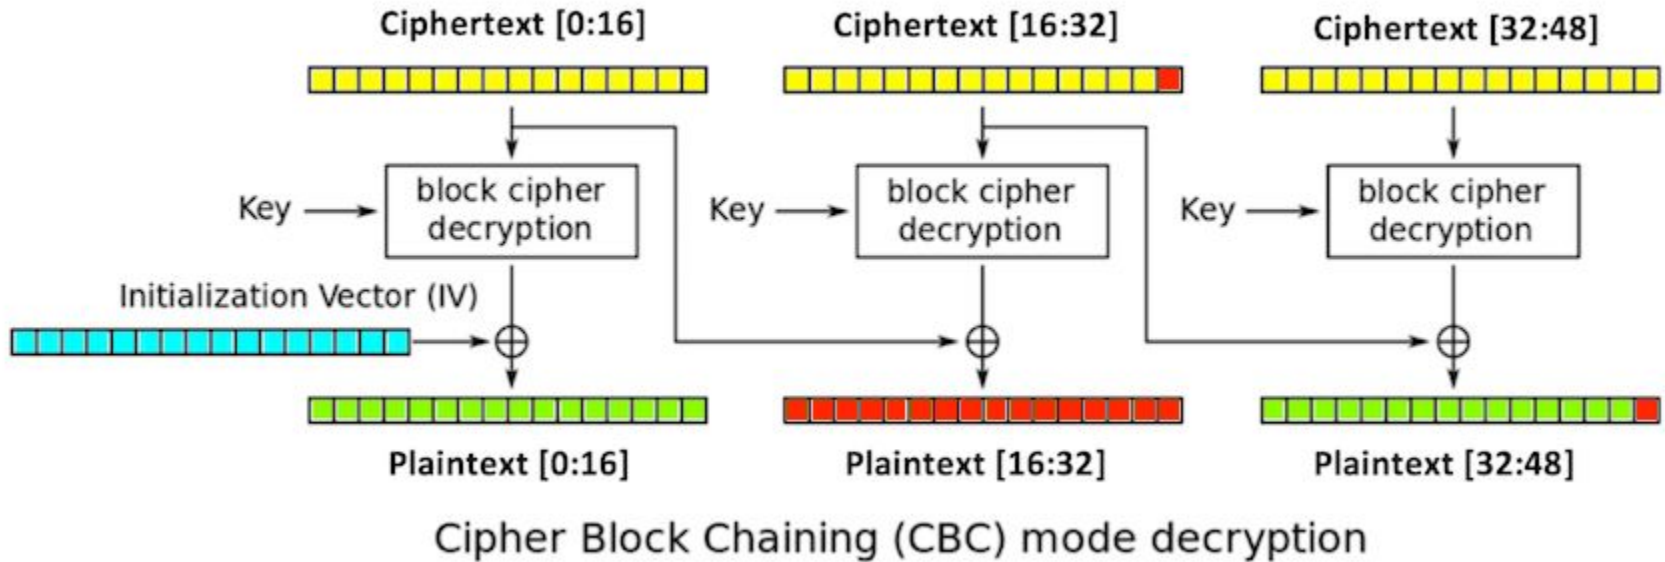 Ciphertext [0:16]
Ciphertext [16:32]
Ciphertext [32:48]
Key
block cipher
decryption
Key
block cipher
decryption
Key
block cipher
decryption
Initialization Vector (IV)
Plaintext [0:16]
Plaintext [16:32]
Plaintext [32:48]
Cipher Block Chaining (CBC) mode decryption